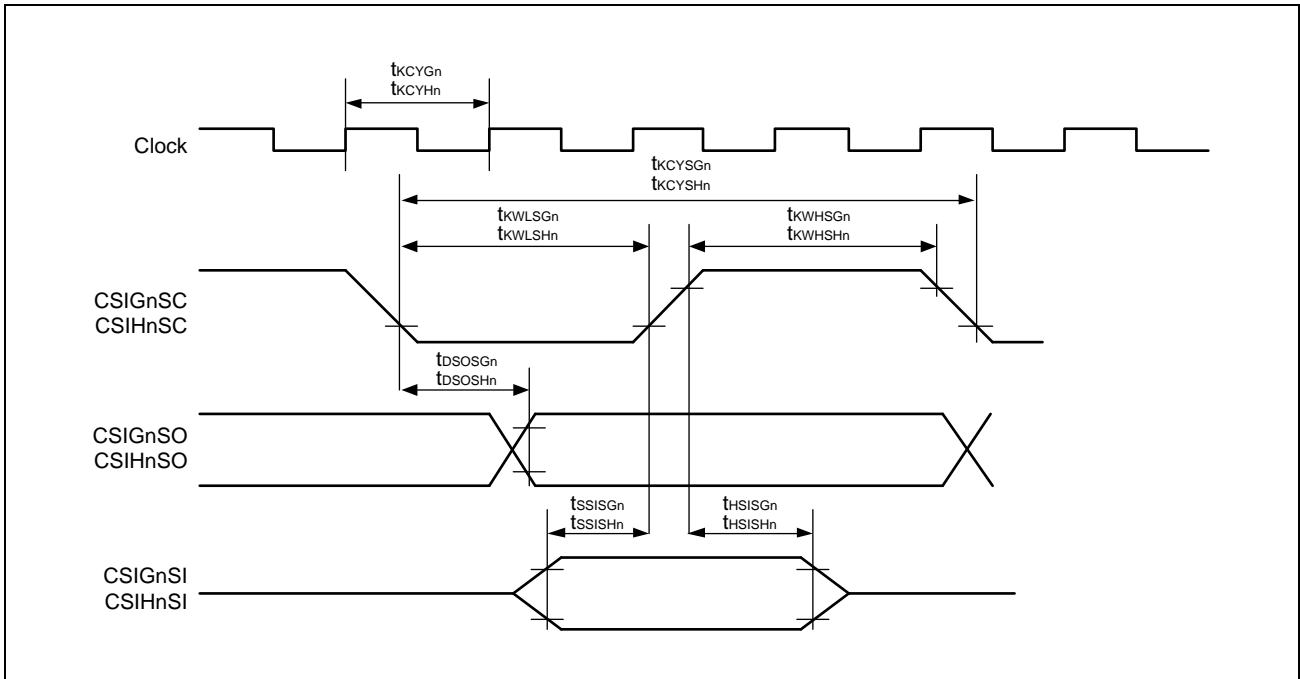 tKCYGn
tKCYHn
Clock
tKCYSGn
tKCYSHn
tKWLSGn
tKWLSHn
tKWHSGn
tKWHSHn
CSIGnSC
CSIHnSC
tDSOSGn
tDSOSHn
CSIGnSO
CSIHnSO
tSSISGn
tSSISHn
tHSISGn
tHSISHn
CSIGnSI
CSIHnSI